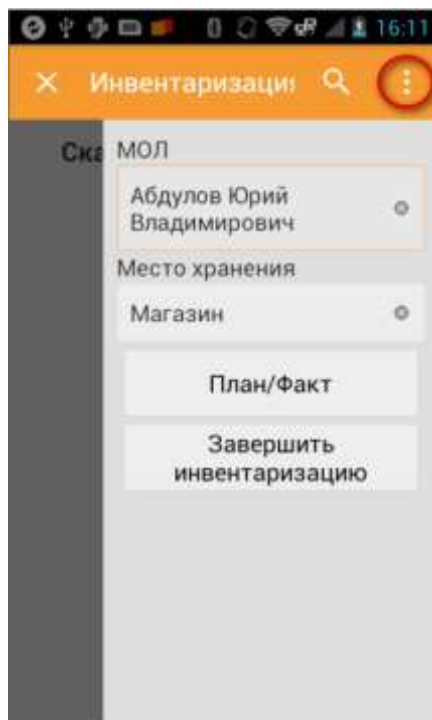 16:11
Инвентаризаци
Ска
МОЛ
Абдулов Юрий
Владимирович
Место хранения
Магазин
План/Факт
Завершить
инвентаризацию